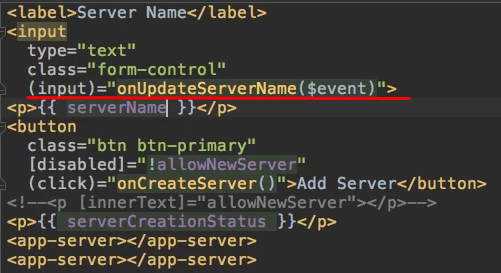 <label>Server Name</label>
<input
type="text"
class="form-control"
(input)="onUpdateServerName($event)">
<p>{{ serverName }}</p>
<button
class="btn btn-primary"
[disabled]="!allowNewServer"
(click)="onCreateServer()">Add Server</button>
<!--<p [innerText]="allowNewServer"></p>-->
<p>{{ serverCreationStatus }}</p>
<app-server></app-server>
<app-server></app-server>